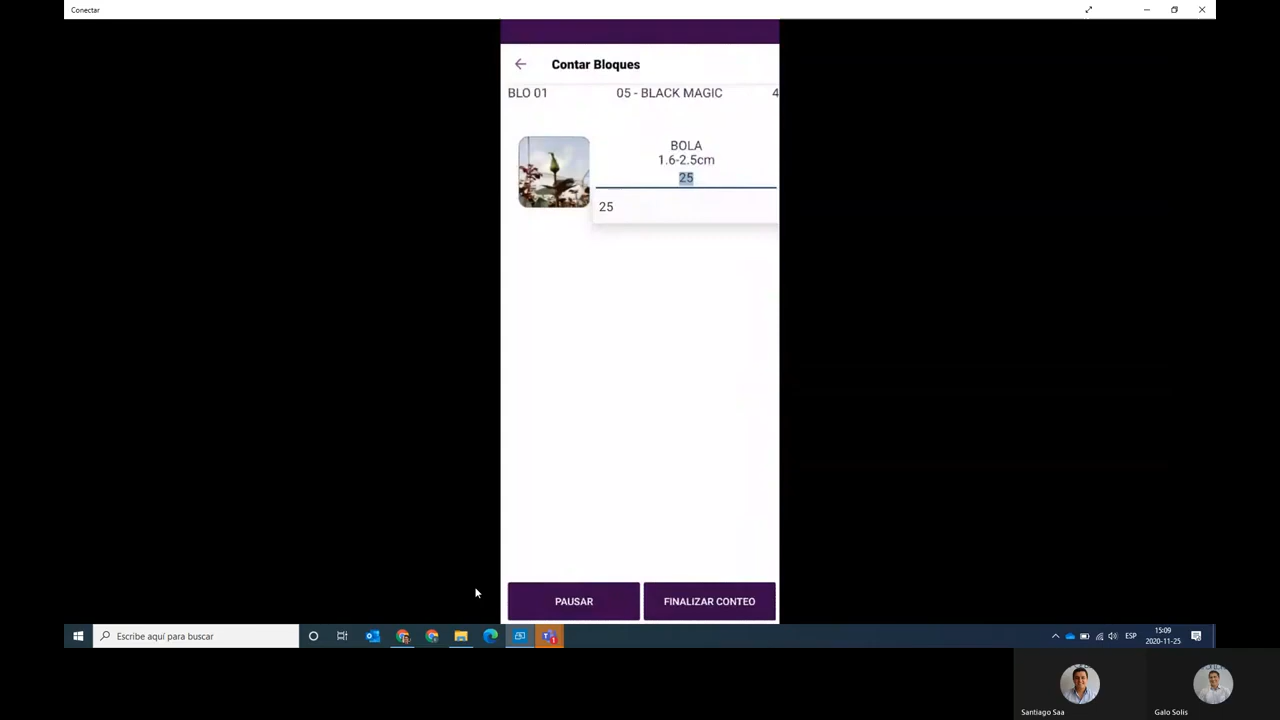 Conectar
Contar Bloques
BLO 01 05 - BLACK MAGIC 4
BOLA
1.6-2.5cm
25
25
PAUSAR FINALIZAR CONTEO
Escribe aquí para buscar
ESP
15:09
2020-11-25
Santiago Saa
Galo Solis